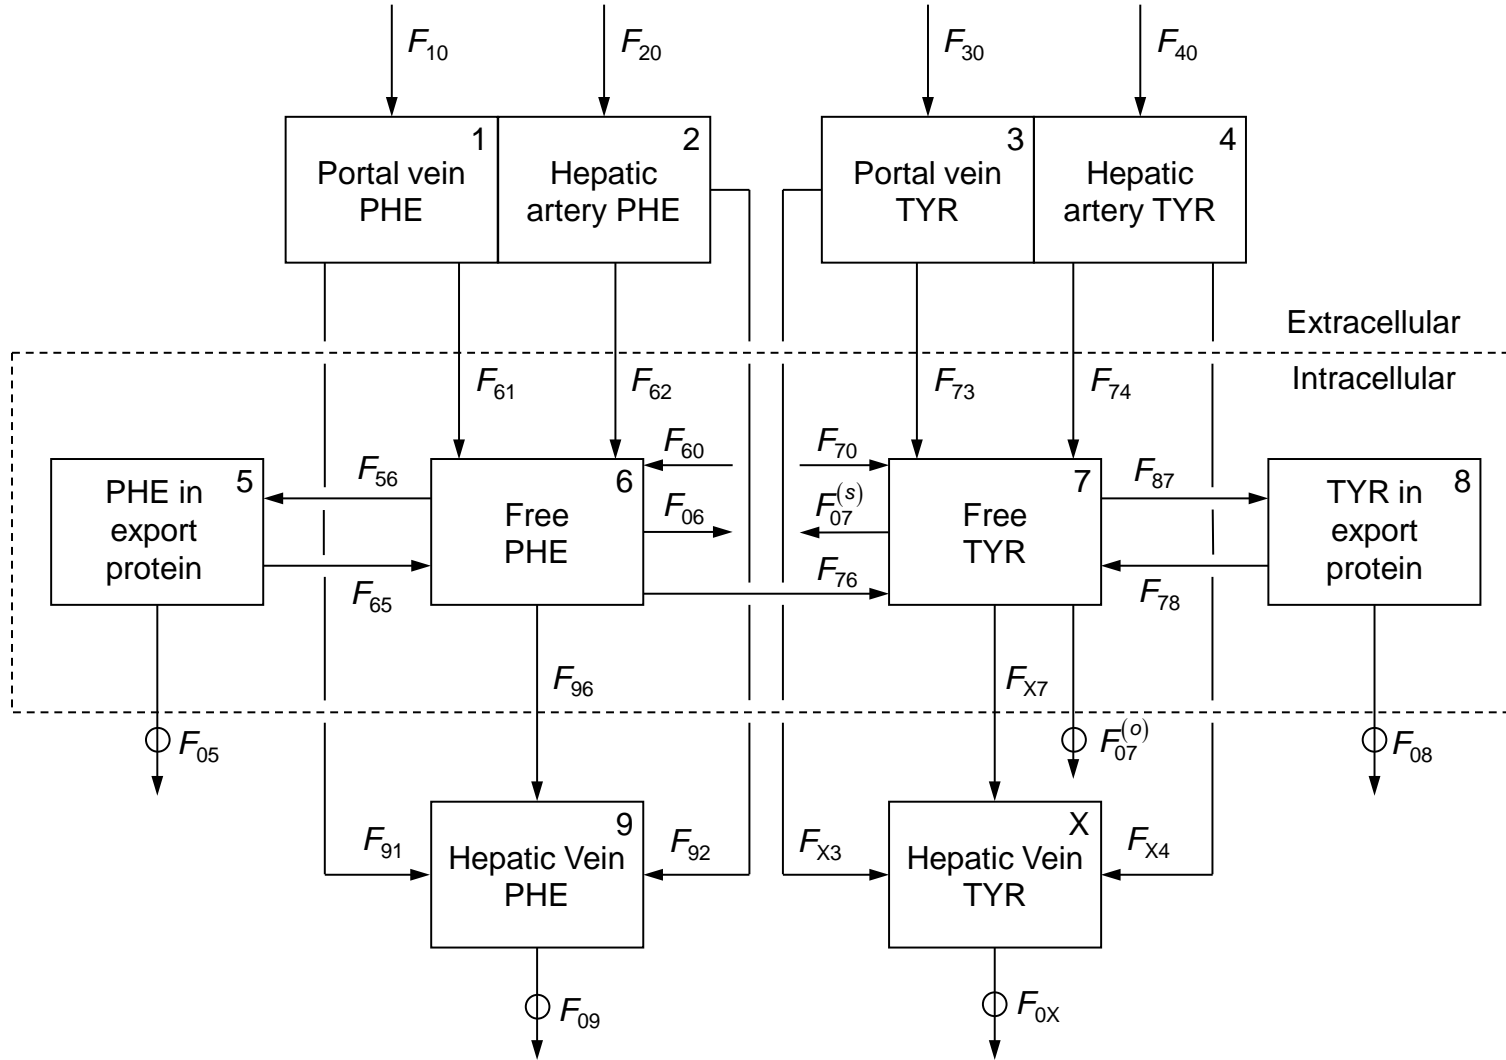 F10
F20
F30
F40
1
Portal vein
PHE
2
Hepatic
artery PHE
3
Portal vein
TYR
4
Hepatic
artery TYR
Extracellular
Intracellular
F61
F62
F73
F74
5
PHE in
export
protein
F56
F65
6
Free
PHE
F60
F06
F76
F70
F07(s)
7
Free
TYR
F87
F78
8
TYR in
export
protein
F96
FX7
F05
F07(o)
F08
F91
9
Hepatic Vein
PHE
F92
FX3
X
Hepatic Vein
TYR
FX4
F09
F0X